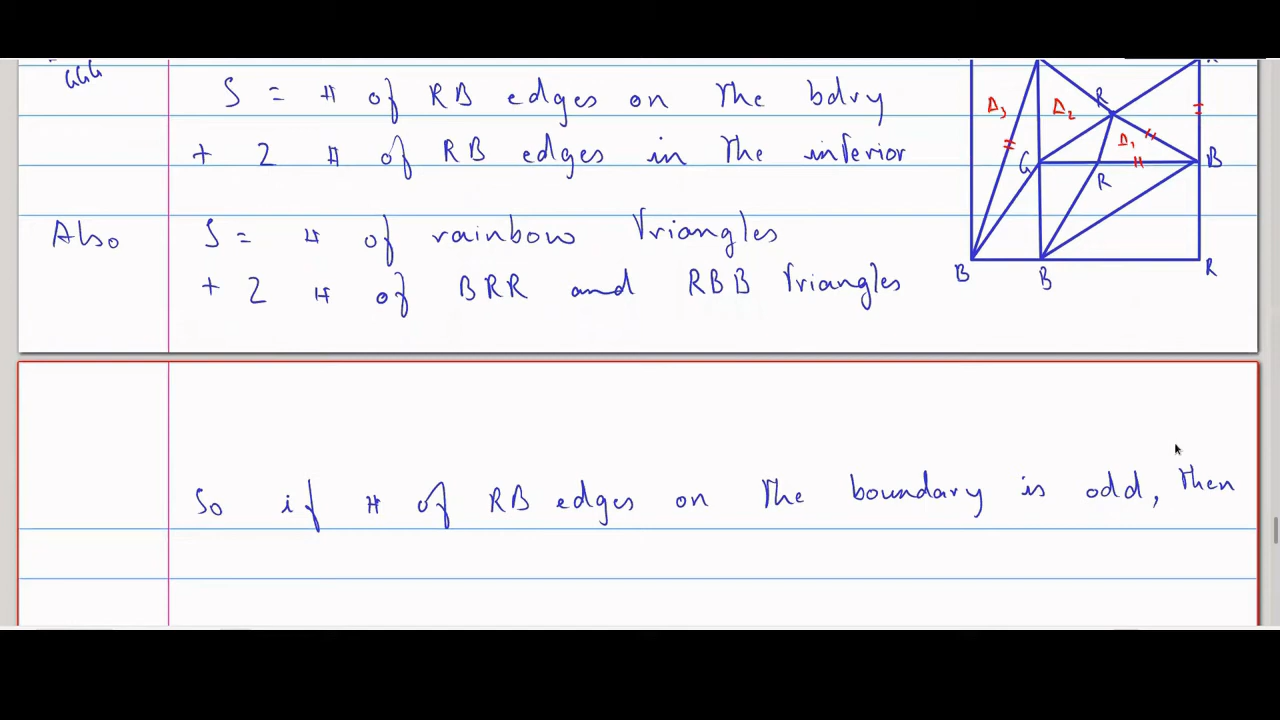 GGG
S = # of RB edges on the bdry
+ 2 # of RB edges in the interior
Also S = # of rainbow triangles
+ 2 # of BRR and RBB triangles
Δ₃ Δ₂ R
Δ₁
G R B
B B R
So if # of RB edges on the boundary is odd, then